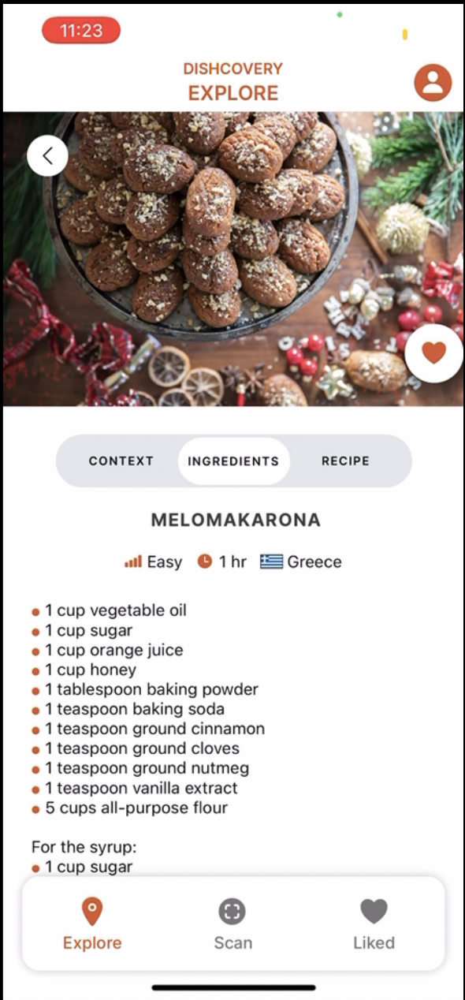 11:23
DISHCOVERY
EXPLORE
CONTEXT
INGREDIENTS
RECIPE
MELOMAKARONA
Easy 1 hr Greece
1 cup vegetable oil
1 cup sugar
1 cup orange juice
1 cup honey
1 tablespoon baking powder
1 teaspoon baking soda
1 teaspoon ground cinnamon
1 teaspoon ground cloves
1 teaspoon ground nutmeg
1 teaspoon vanilla extract
5 cups all-purpose flour
For the syrup:
1 cup sugar
Explore
Scan
Liked